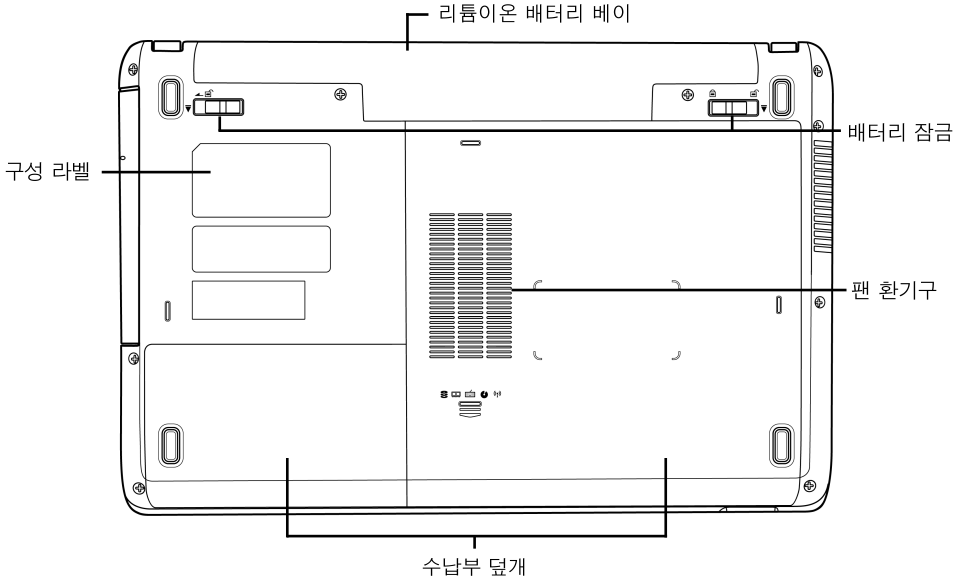 리튬이온 배터리 베이
배터리 잠금
구성 라벨
팬 환기구
수납부 덮개